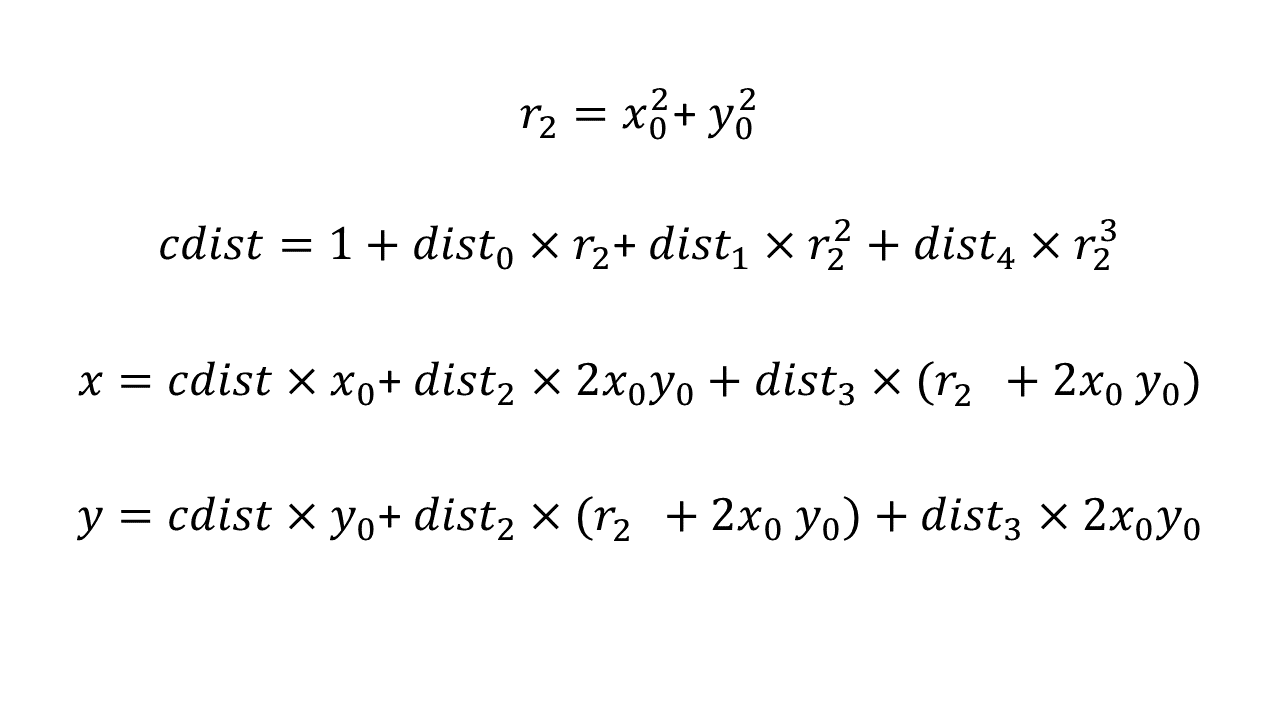 r₂ = x₀² + y₀²
cdist = 1 + dist₀ × r₂ + dist₁ × r₂² + dist₄ × r₂³
x = cdist × x₀ + dist₂ × 2x₀y₀ + dist₃ × (r₂ + 2x₀ y₀)
y = cdist × y₀ + dist₂ × (r₂ + 2x₀ y₀) + dist₃ × 2x₀y₀